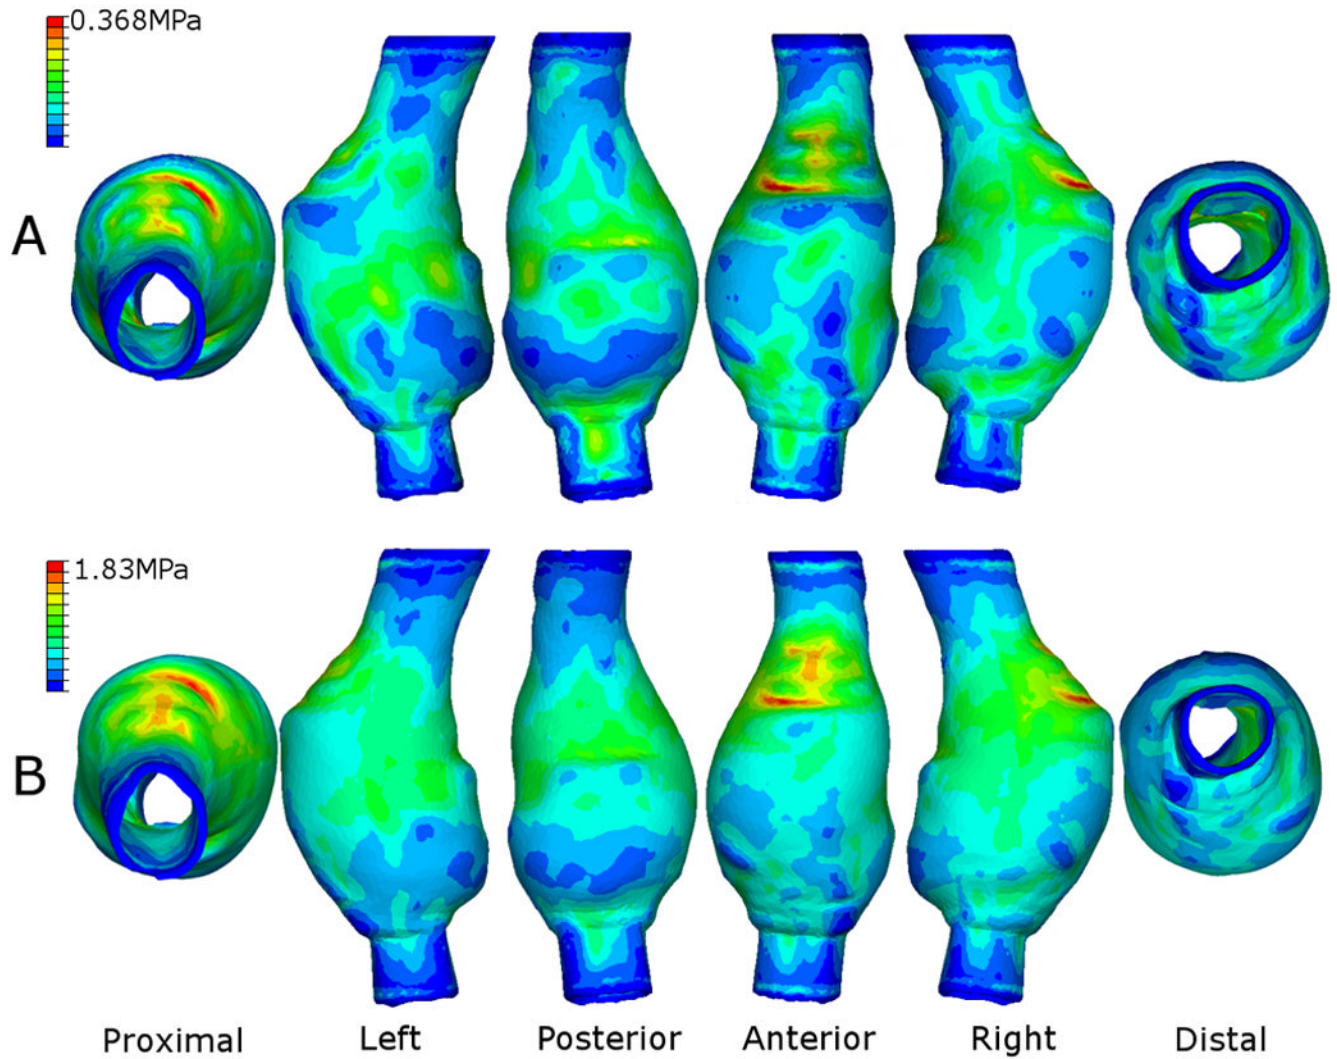 0.368MPa
A
1.83MPa
B
Proximal
Left
Posterior
Anterior
Right
Distal